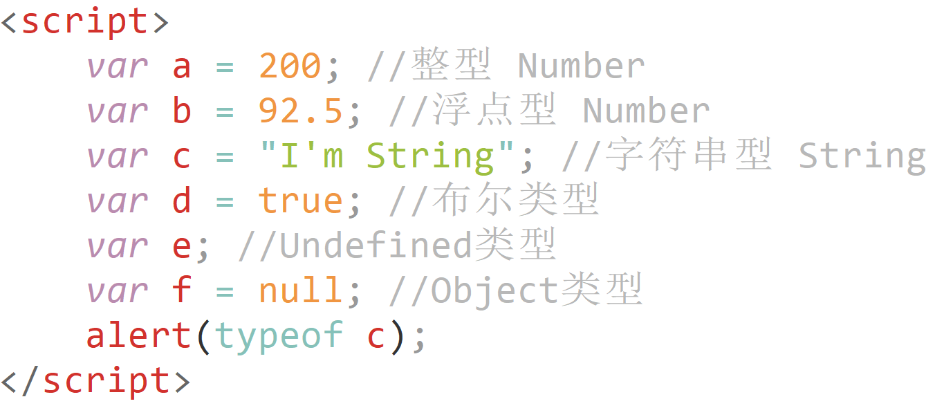 <script>
var a = 200; //整型 Number
var b = 92.5; //浮点型 Number
var c = "I'm String"; //字符串型 String
var d = true; //布尔类型
var e; //Undefined类型
var f = null; //Object类型
alert(typeof c);
</script>